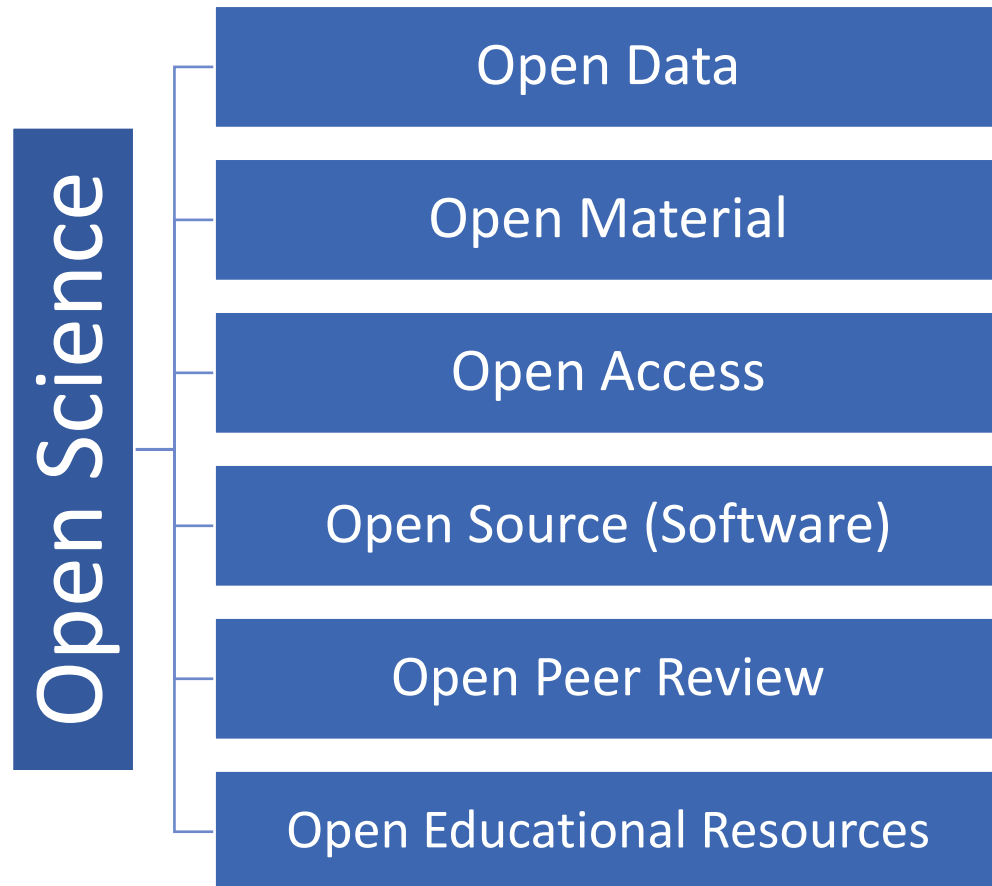 Open Science
Open Data
Open Material
Open Access
Open Source (Software)
Open Peer Review
Open Educational Resources